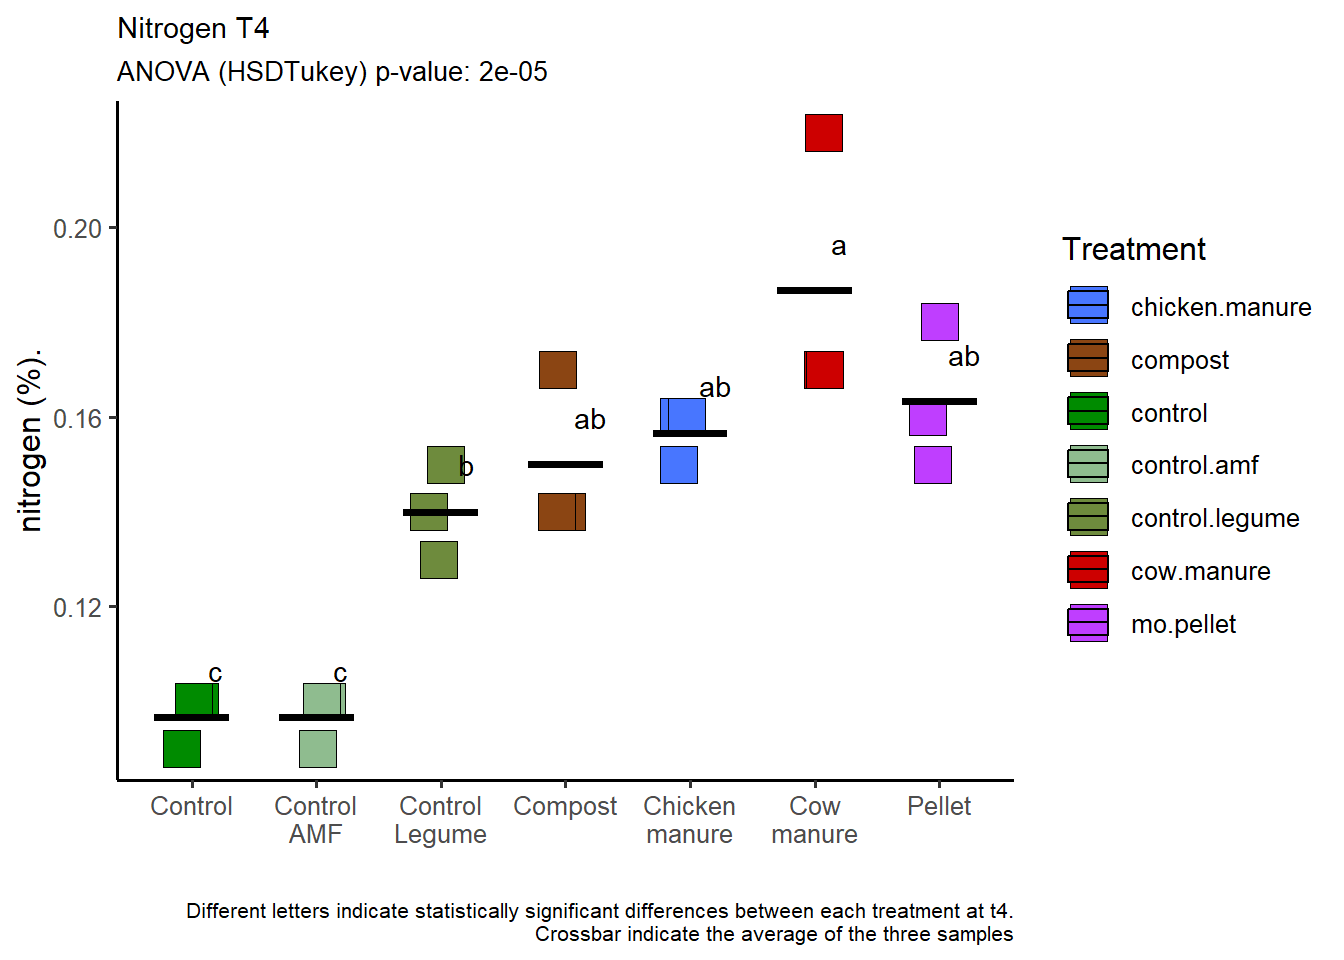 Nitrogen T4
ANOVA (HSDTukey) p-value: 2e-05
nitrogen (%).
0.20
0.16
0.12
c
c
b
ab
ab
a
ab
Control
Control
AMF
Control
Legume
Compost
Chicken
manure
Cow
manure
Pellet
Treatment
chicken.manure
compost
control
control.amf
control.legume
cow.manure
mo.pellet
Different letters indicate statistically significant differences between each treatment at t4.
Crossbar indicate the average of the three samples